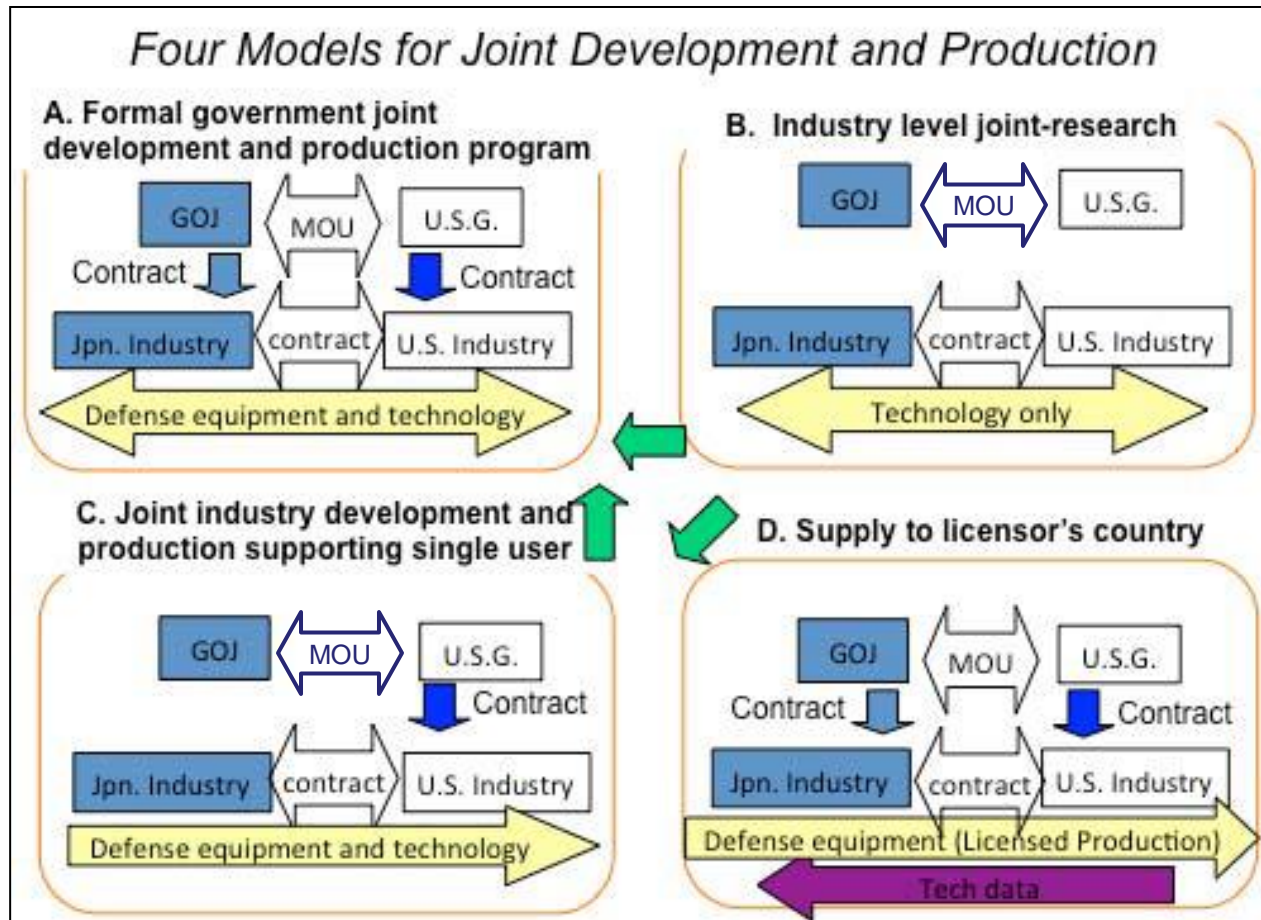 Four Models for Joint Development and Production
A. Formal government joint
development and production program
GOJ
MOU
U.S.G.
Contract
Contract
Jpn. Industry
contract
U.S. Industry
Defense equipment and technology
B. Industry level joint-research
GOJ
MOU
U.S.G.
Jpn. Industry
contract
U.S. Industry
Technology only
C. Joint industry development and
production supporting single user
GOJ
MOU
U.S.G.
Contract
Jpn. Industry
contract
U.S. Industry
Defense equipment and technology
D. Supply to licensor's country
GOJ
MOU
U.S.G.
Contract
Contract
Jpn. Industry
contract
U.S. Industry
Defense equipment (Licensed Production)
Tech data